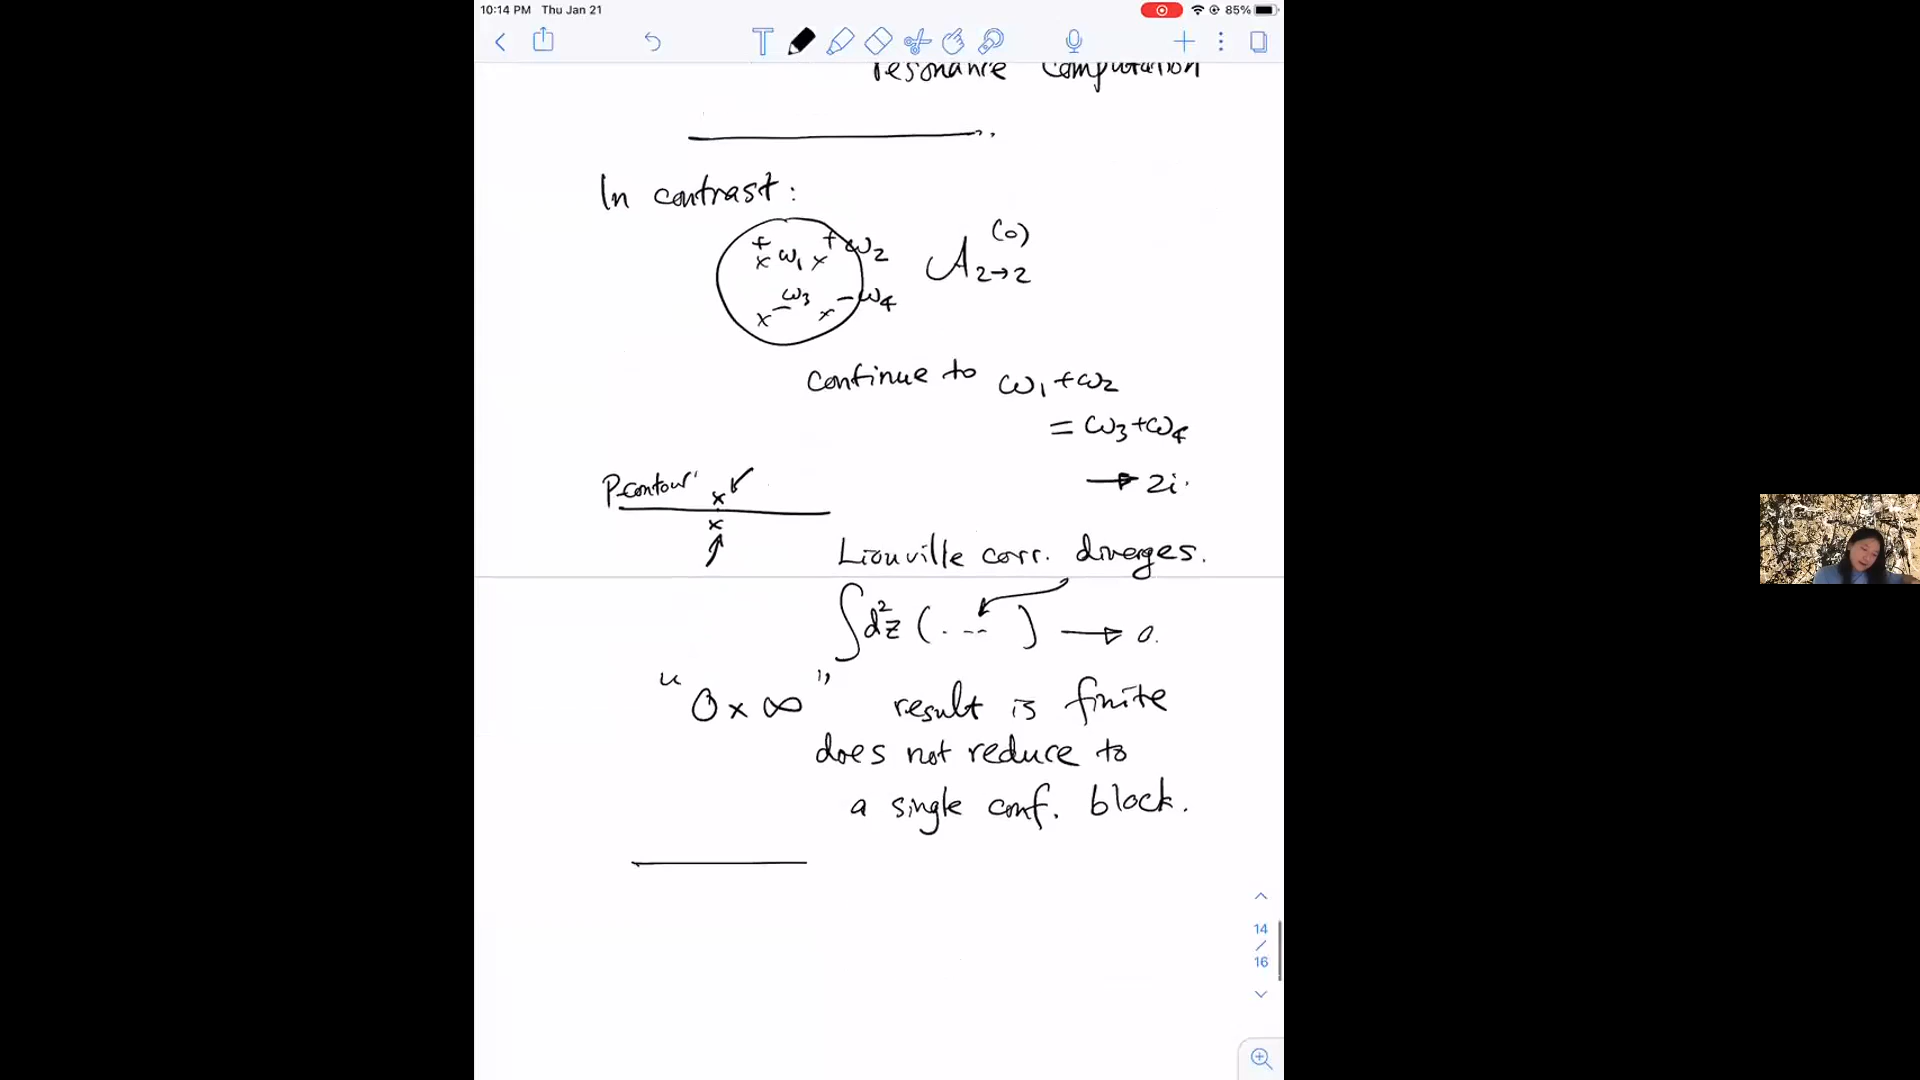 10:14 PM Thu Jan 21
85%
resonance computation
In contrast:
+ + ω₂
x ω₁ x
ω₃ - ω₄
x - x
𝒜₂→₂⁽⁰⁾
continue to ω₁+ω₂
= ω₃+ω₄
→ 2i.
P-contour x
x
Liouville corr. diverges.
∫d²z (. -- ) → 0.
"0 x ∞" result is finite
does not reduce to
a single conf. block.
14
/
16